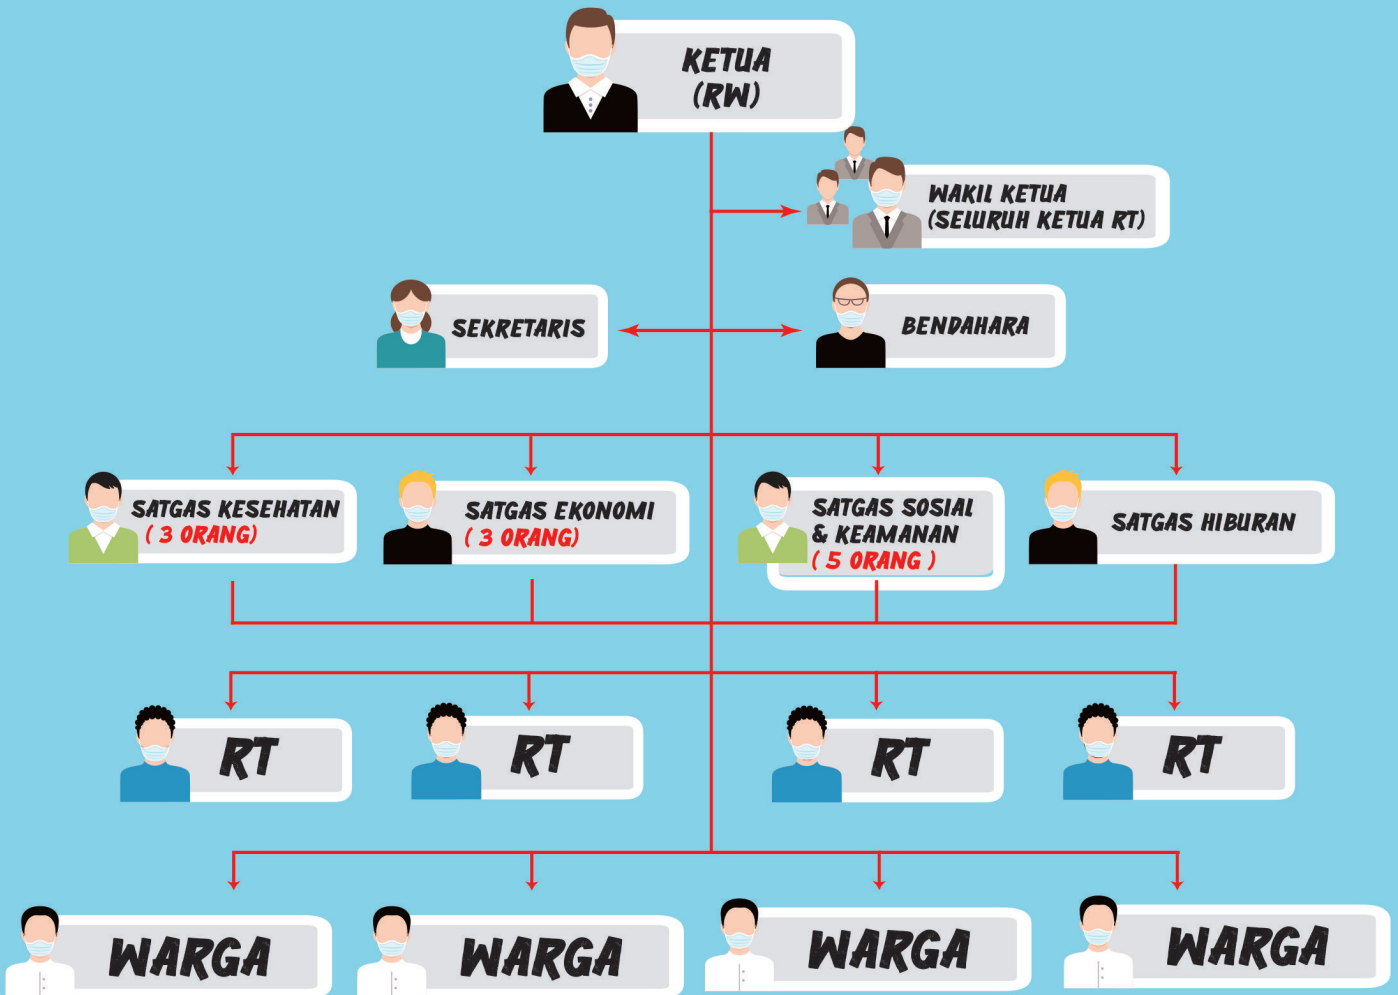 KETUA
(RW)
WAKIL KETUA
(SELURUH KETUA RT)
SEKRETARIS
BENDAHARA
SATGAS KESEHATAN
( 3 ORANG)
SATGAS EKONOMI
( 3 ORANG)
SATGAS SOSIAL
& KEAMANAN
( 5 ORANG )
SATGAS HIBURAN
RT
RT
RT
RT
WARGA
WARGA
WARGA
WARGA